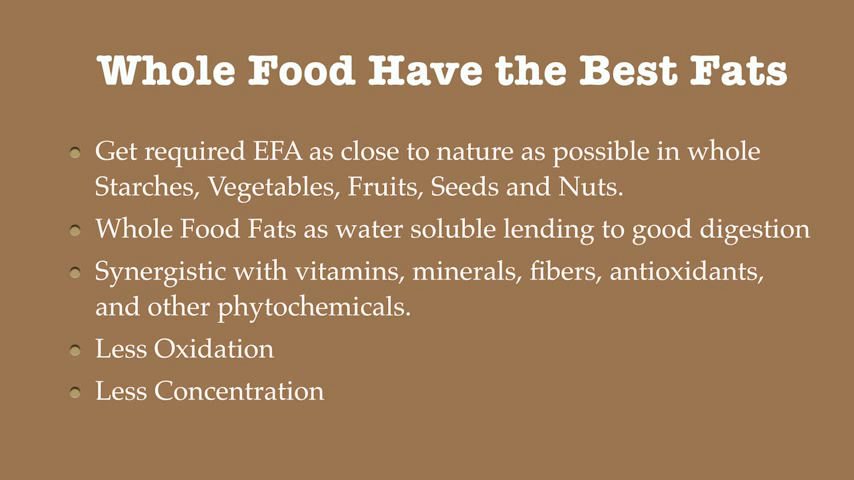 Whole Food Have the Best Fats
Get required EFA as close to nature as possible in whole
Starches, Vegetables, Fruits, Seeds and Nuts.
Whole Food Fats as water soluble lending to good digestion
Synergistic with vitamins, minerals, fibers, antioxidants,
and other phytochemicals.
Less Oxidation
Less Concentration